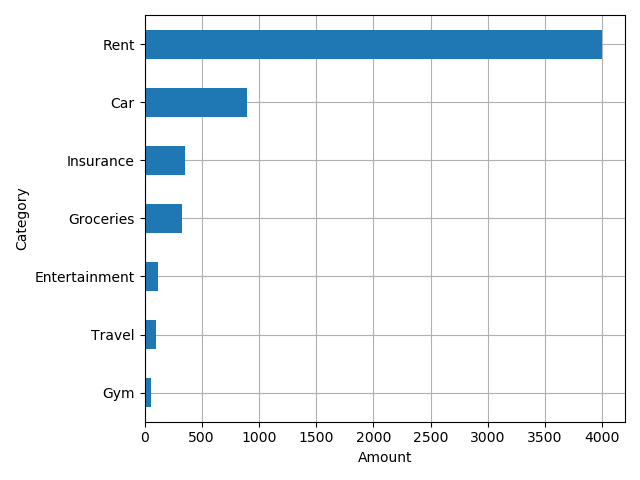 Rent
Car
Insurance
Groceries
Entertainment
Travel
Gym
Category
0 500 1000 1500 2000 2500 3000 3500 4000
Amount